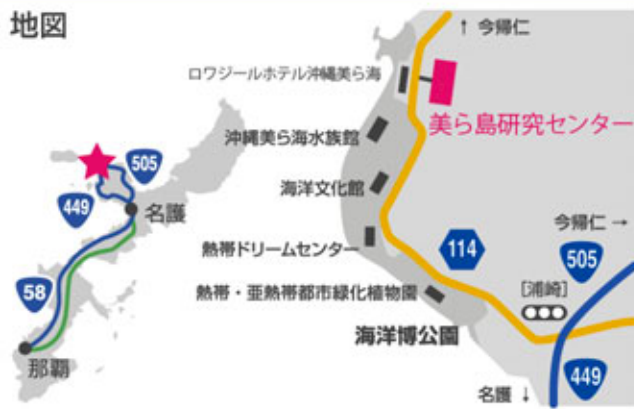 地図
↑ 今帰仁
ロワジールホテル沖縄美ら海
美ら島研究センター
沖縄美ら海水族館
海洋文化館
熱帯ドリームセンター
熱帯・亜熱帯都市緑化植物園
海洋博公園
114
今帰仁 →
505
[浦崎]
449
名護 ↓
505
449
名護
58
那覇